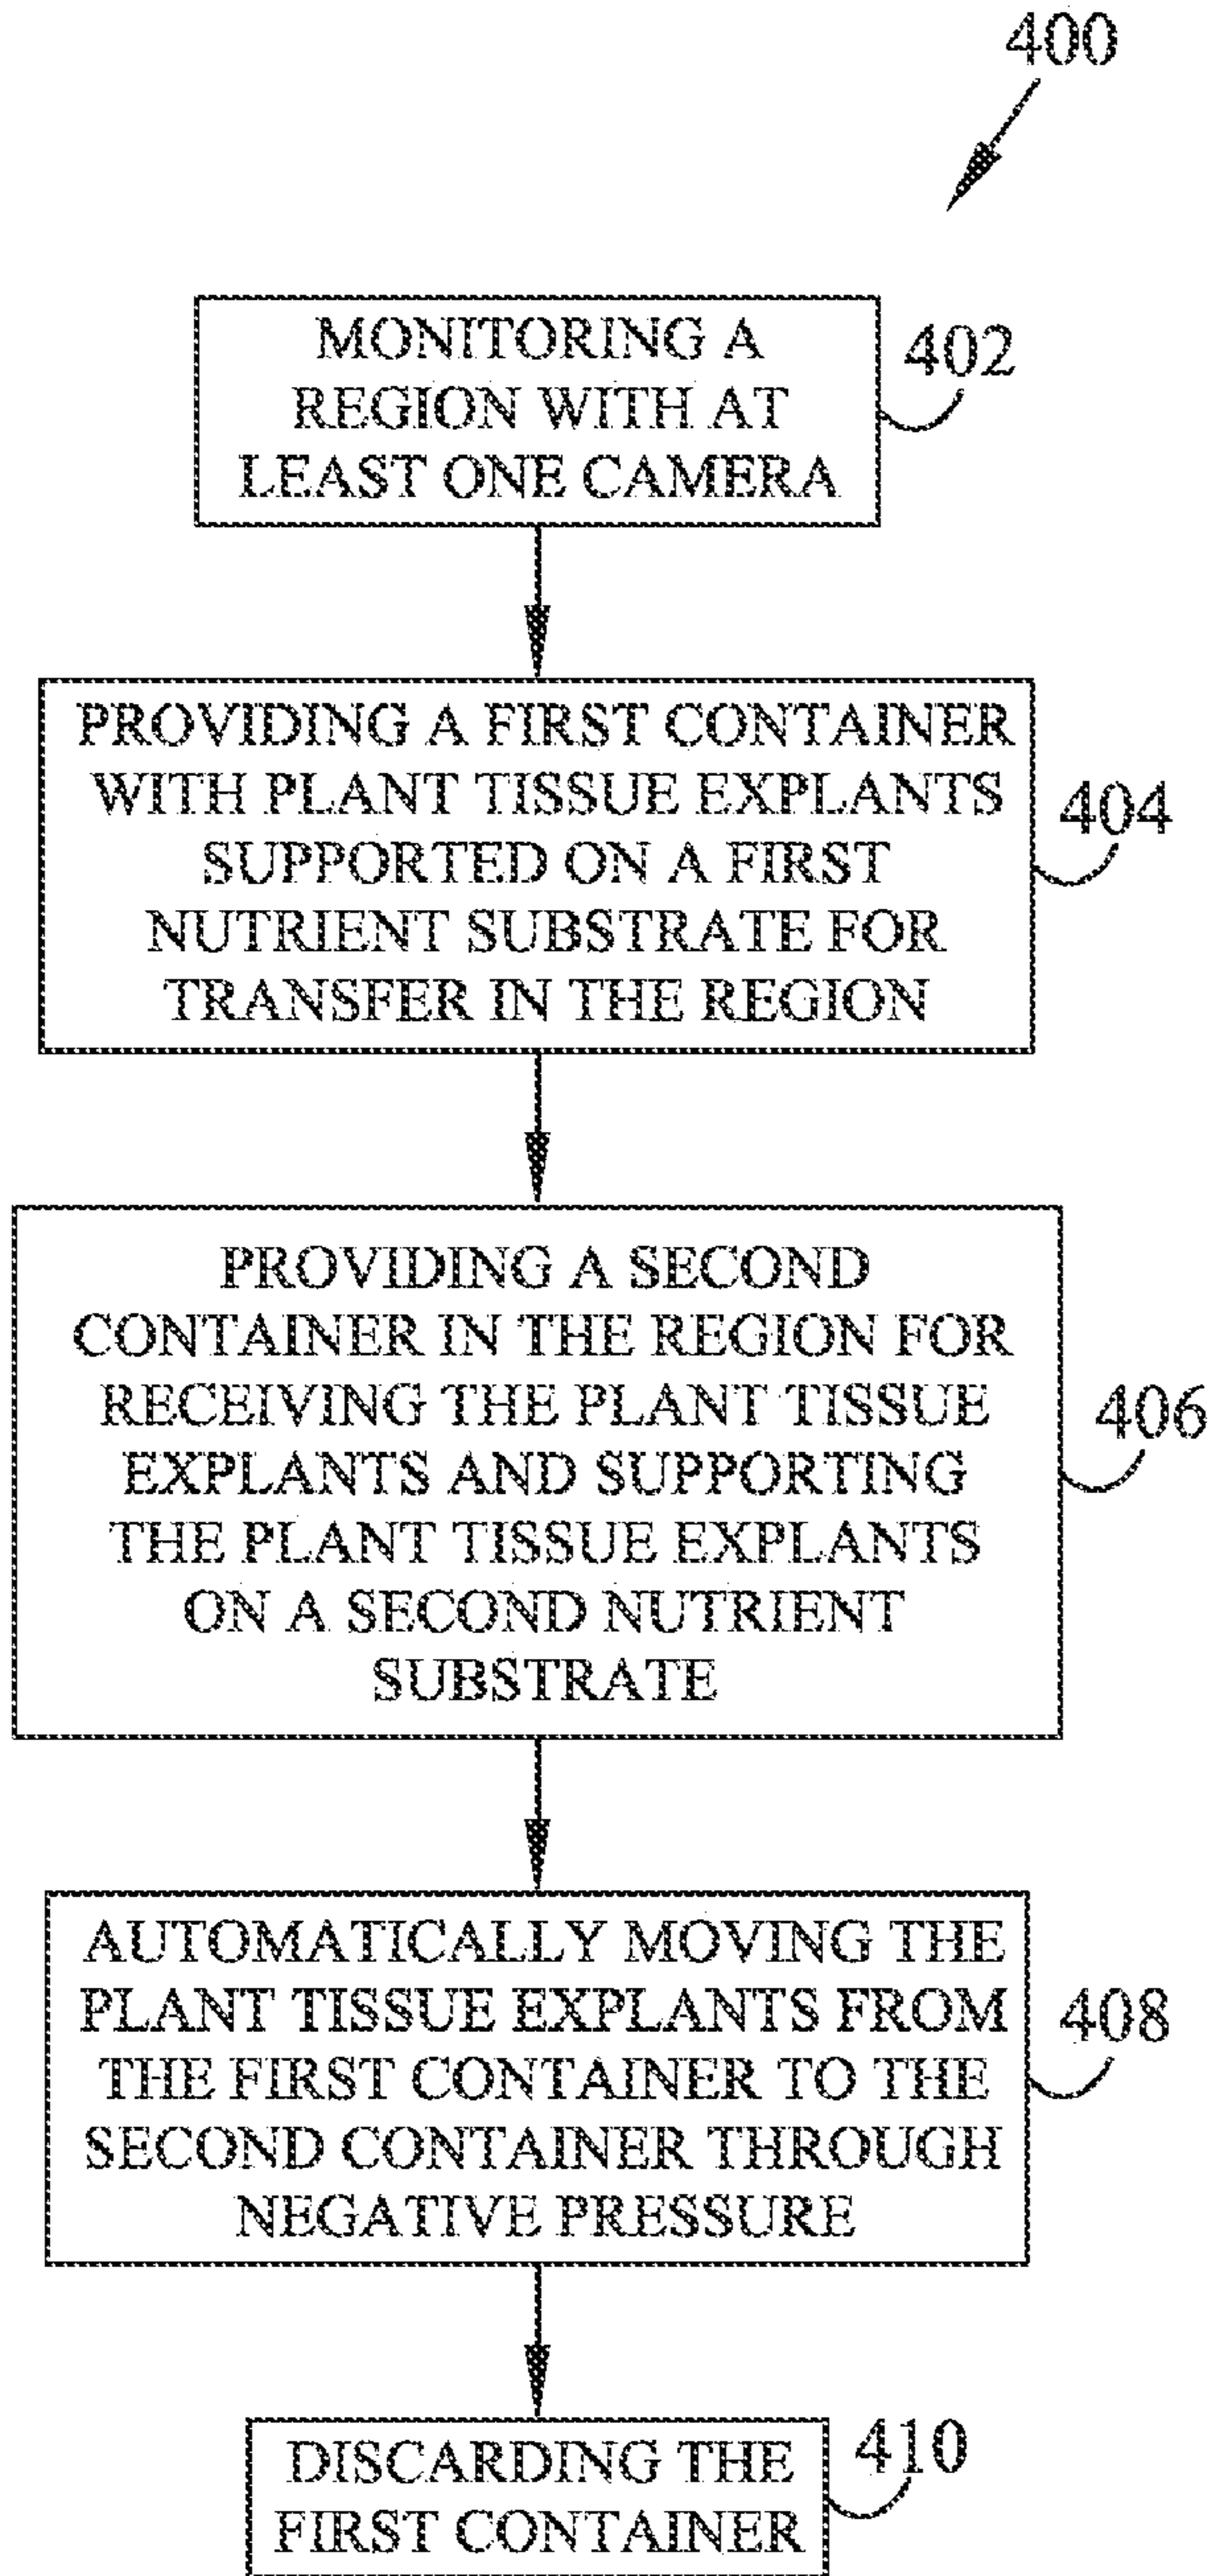 400
MONITORING A
REGION WITH AT
LEAST ONE CAMERA
402
PROVIDING A FIRST CONTAINER
WITH PLANT TISSUE EXPLANTS
SUPPORTED ON A FIRST
NUTRIENT SUBSTRATE FOR
TRANSFER IN THE REGION
404
PROVIDING A SECOND
CONTAINER IN THE REGION FOR
RECEIVING THE PLANT TISSUE
EXPLANTS AND SUPPORTING
THE PLANT TISSUE EXPLANTS
ON A SECOND NUTRIENT
SUBSTRATE
406
AUTOMATICALLY MOVING THE
PLANT TISSUE EXPLANTS FROM
THE FIRST CONTAINER TO THE
SECOND CONTAINER THROUGH
NEGATIVE PRESSURE
408
DISCARDING THE
FIRST CONTAINER
410